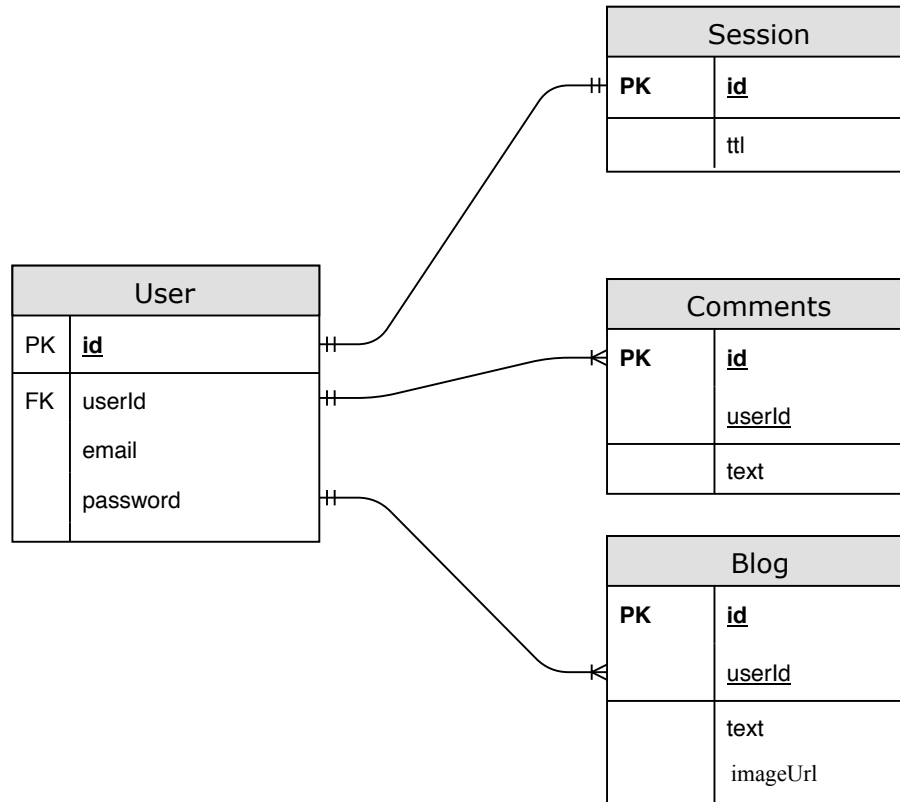 Session
PK id
ttl
User
PK id
FK userId
email
password
Comments
PK id
userId
text
Blog
PK id
userId
text
imageUrl